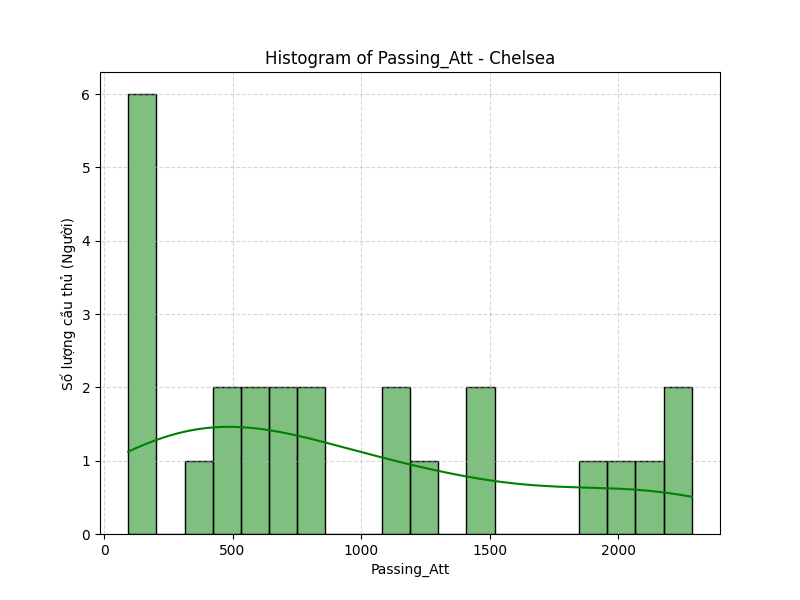 Histogram of Passing_Att - Chelsea
6
5
4
3
2
1
0
Số lượng cầu thủ (Người)
0 500 1000 1500 2000
Passing_Att